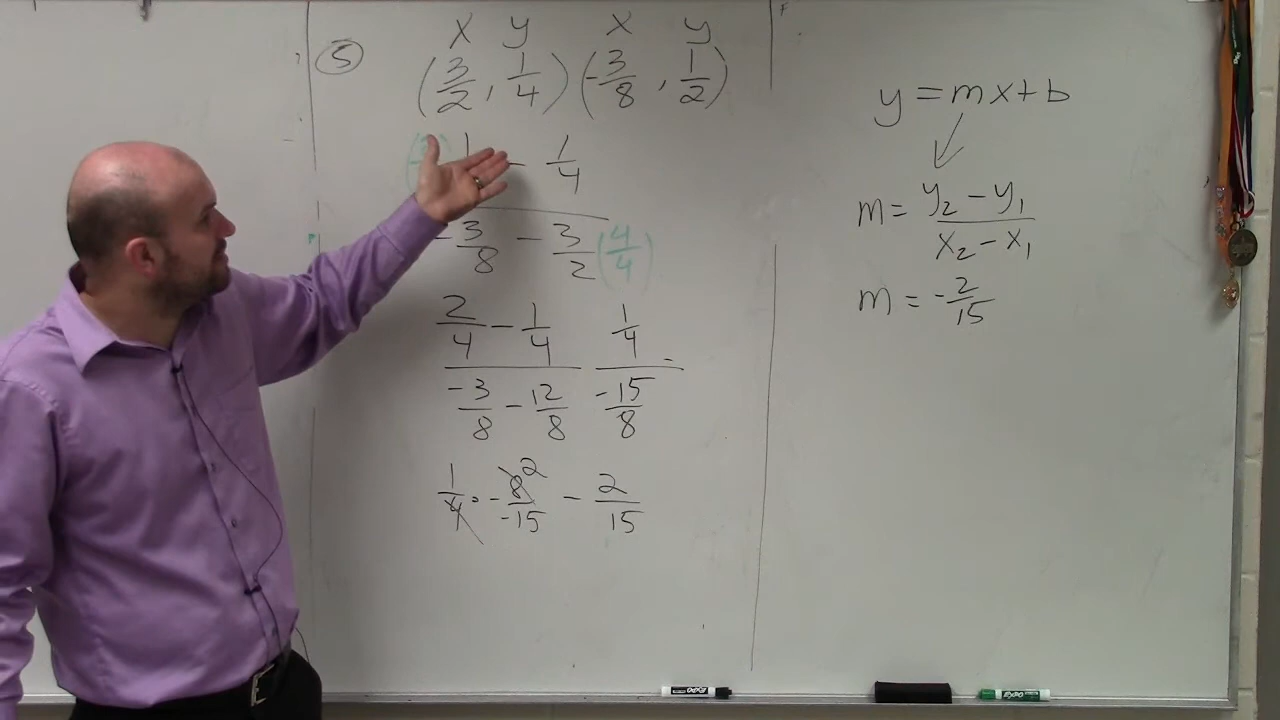 ⑤
x y x y
(3/2, 1/4) (-3/8, 1/2)
1 - 1/4
-3/8 - 3/2 (4/4)
2/4 - 1/4 1/4
-3/8 - 12/8 -15/8
1/4 · -8/-15 2 - 2/15
y = mx + b
m = y₂ - y₁
x₂ - x₁
m = -2/15
EXPO
EXPO